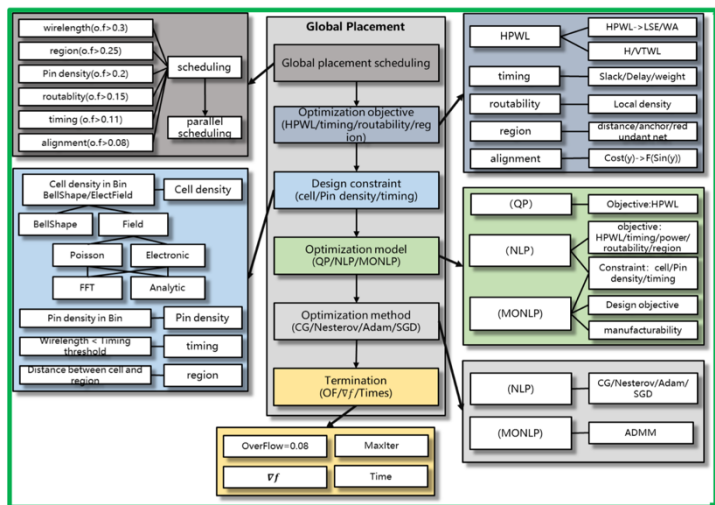 wirelength(o.f>0.3)
region(o.f>0.25)
Pin density(o.f>0.2)
routablity(o.f>0.15)
timing(o.f>0.11)
alignment(o.f>0.08)
scheduling
parallel
scheduling
Cell density in Bin
BellShape/ElectField
Cell density
BellShape
Field
Poisson
Electronic
FFT
Analytic
Pin density in Bin
Pin density
Wirelength < Timing
threshold
timing
Distance between cell and
region
region
Global Placement
Global placement scheduling
Optimization objective
(HPWL/timing/routability/reg
ion)
Design constraint
(cell/Pin density/timing)
Optimization model
(QP/NLP/MONLP)
Optimization method
(CG/Nesterov/Adam/SGD)
Termination
(OF/∇f/Times)
OverFlow=0.08
MaxIter
∇f
Time
HPWL
HPWL->LSE/WA
H/VTWL
timing
Slack/Delay/weight
routability
Local density
region
distance/anchor/red
undant net
alignment
Cost(y)->F(Sin(y))
(QP)
Objective:HPWL
(NLP)
objective:
HPWL/timing/power/
routability/region
Constraint: cell/Pin
density/timing
(MONLP)
Design objective
manufacturability
(NLP)
CG/Nesterov/Adam/
SGD
(MONLP)
ADMM